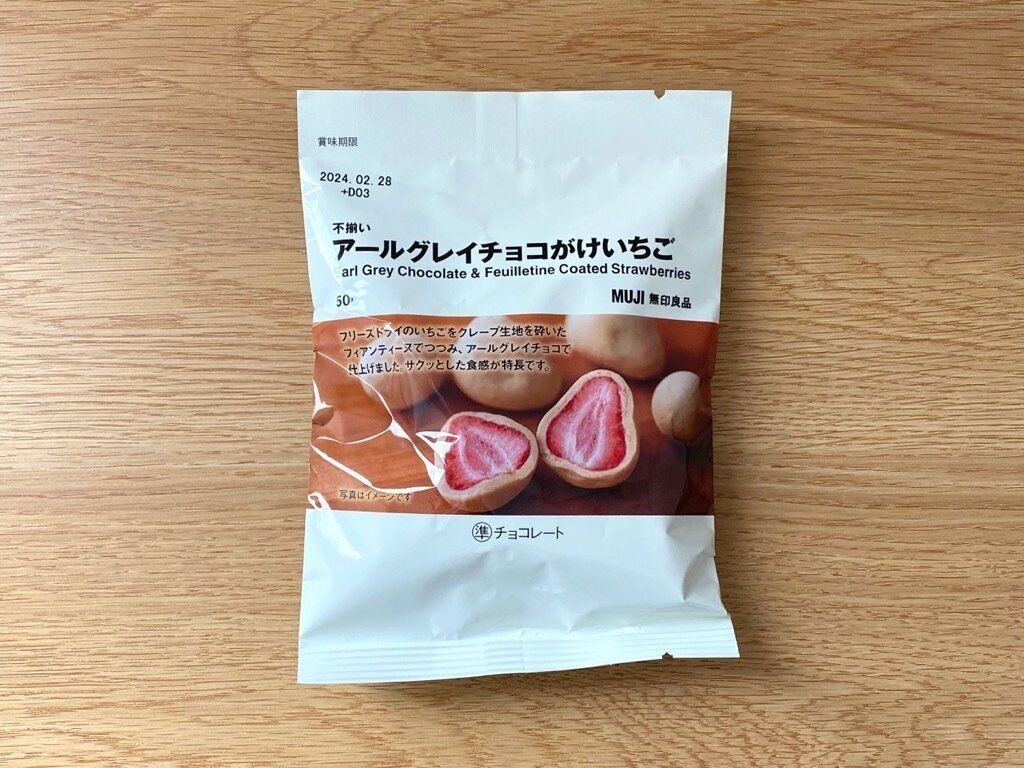 賞味期限
2024.02.28
+D03
不揃い
アールグレイチョコがけいちご
Earl Grey Chocolate & Feuilletine Coated Strawberries
50g
MUJI 無印良品
フリーズドライのいちごをクレープ生地を砕いた
フィアンティーヌでつつみ、アールグレイチョコで
仕上げました。サクッとした食感が特長です。
写真はイメージです
準チョコレート